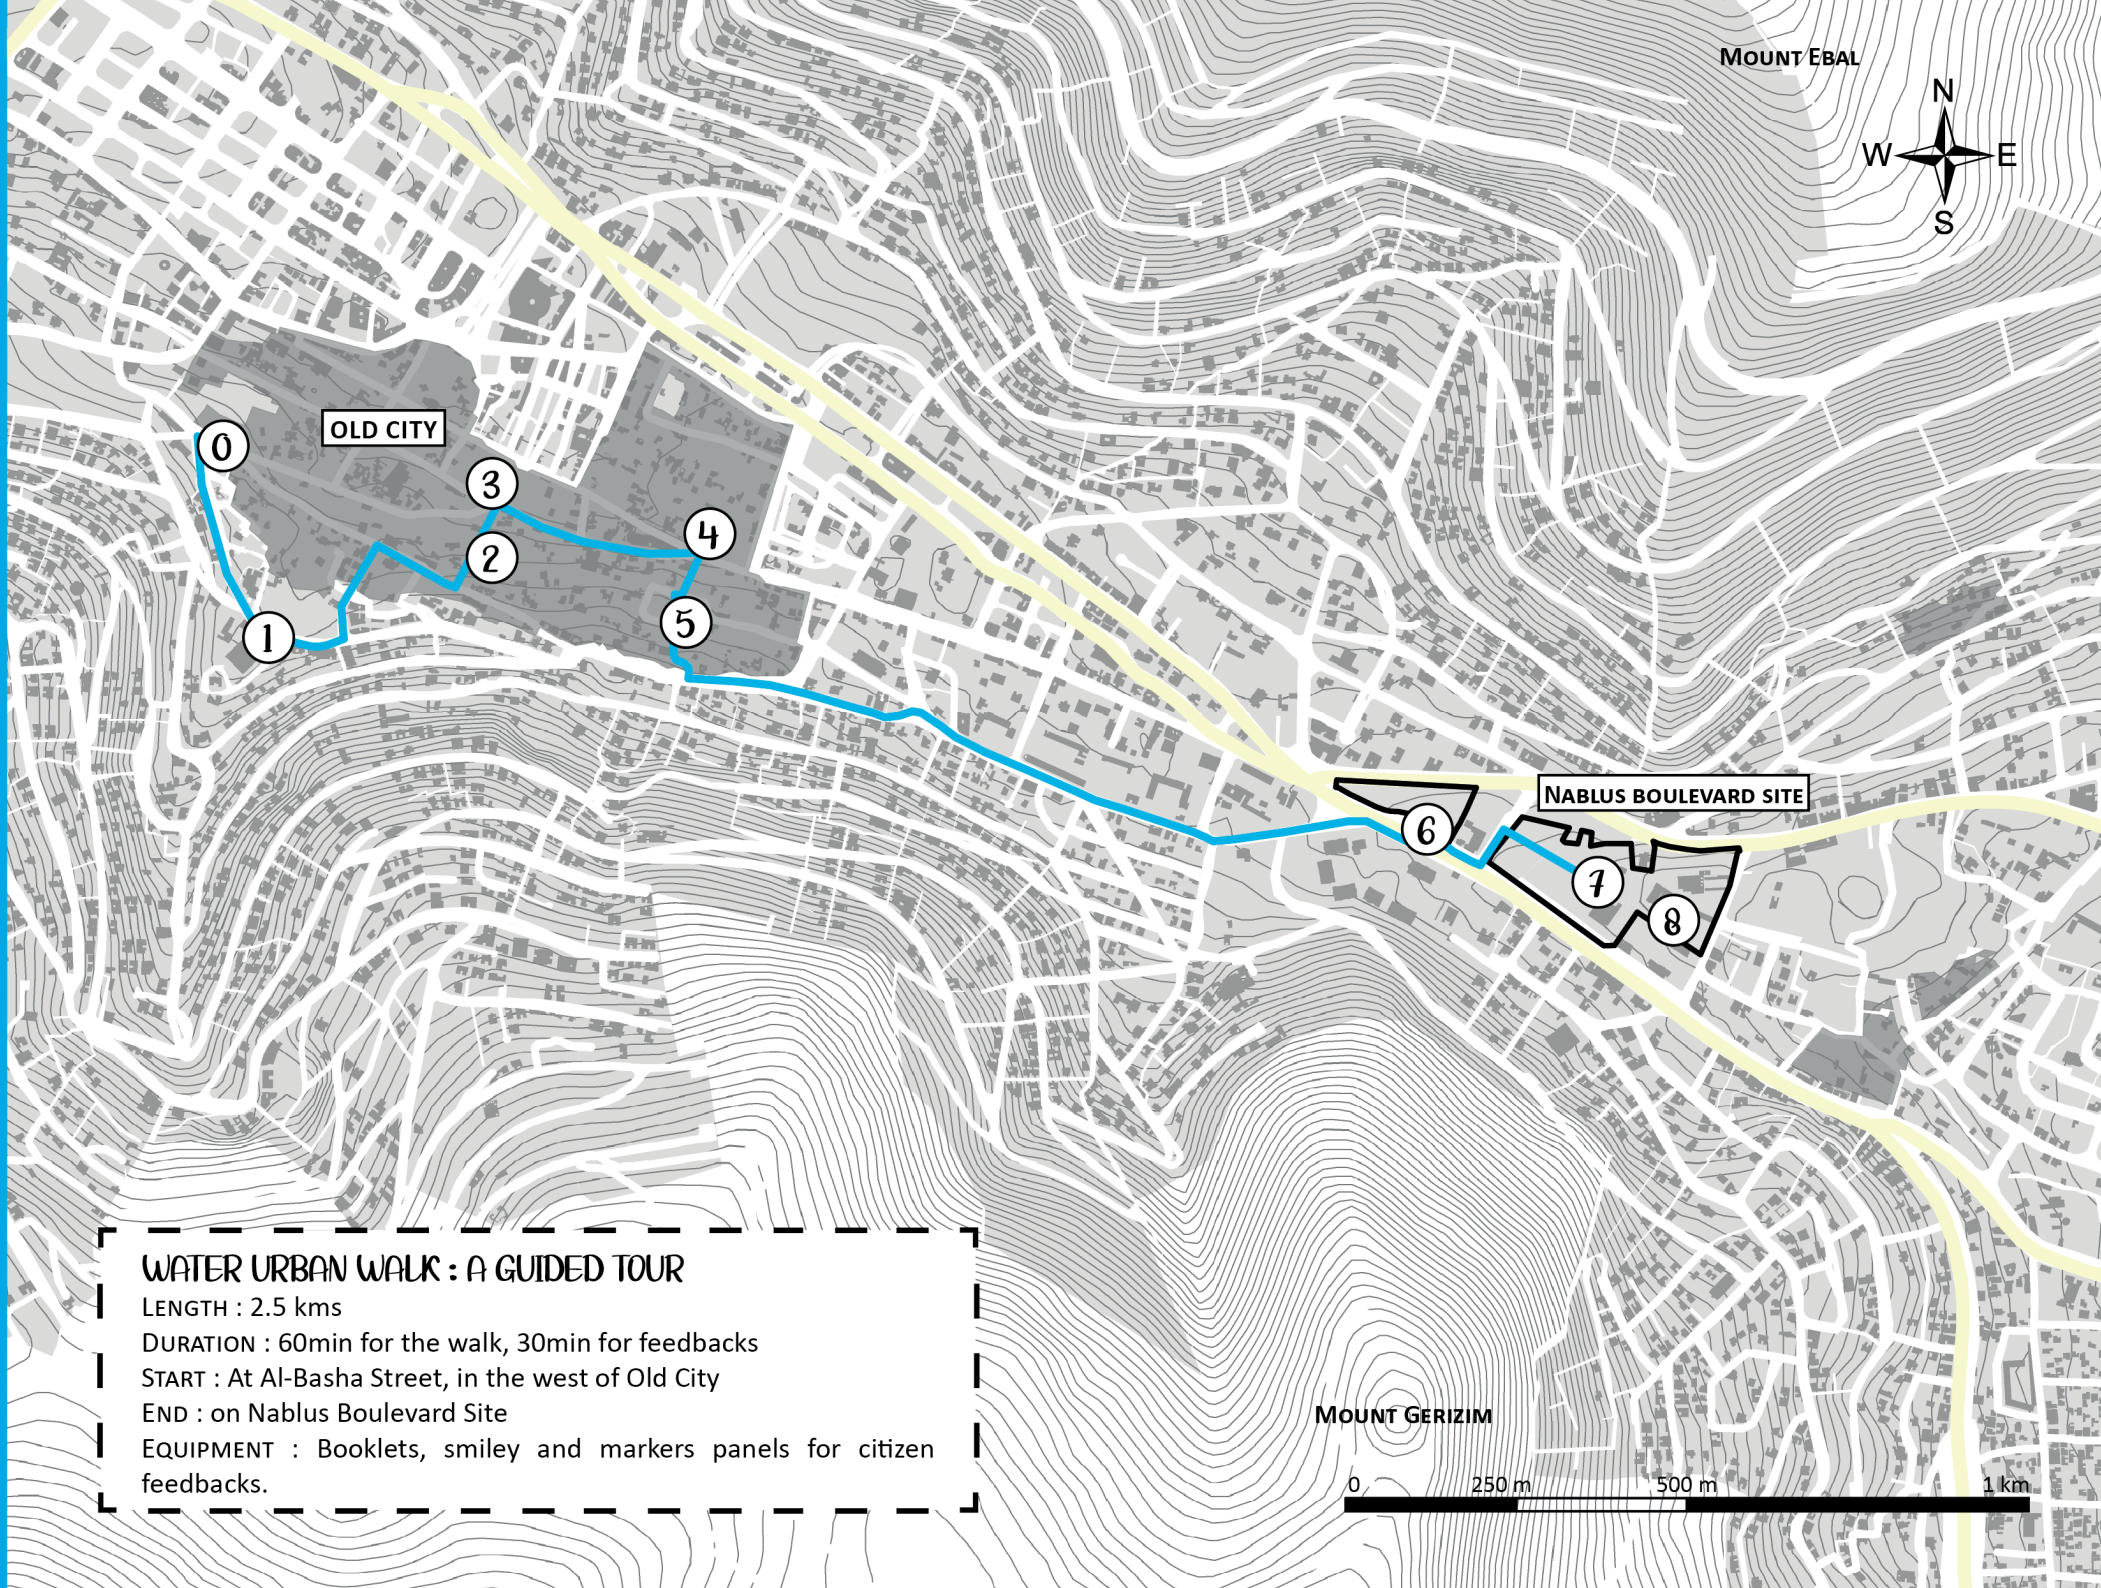 MOUNT EBAL
N
W E
S
OLD CITY
0
3
4
2
5
1
NABLUS BOULEVARD SITE
6
7
8
WATER URBAN WALK : A GUIDED TOUR
LENGTH : 2.5 kms
DURATION : 60min for the walk, 30min for feedbacks
START : At Al-Basha Street, in the west of Old City
END : on Nablus Boulevard Site
EQUIPMENT : Booklets, smiley and markers panels for citizen
feedbacks.
MOUNT GERIZIM
0 250 m 500 m 1 km